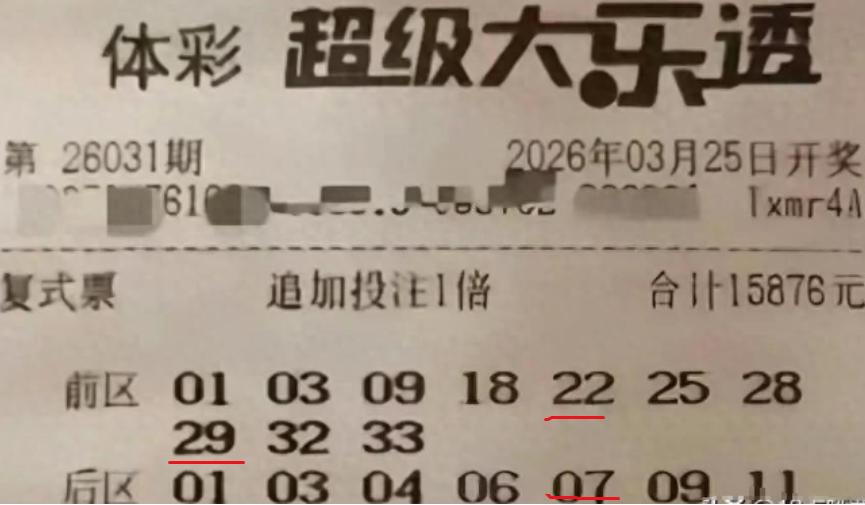 体彩 超级大乐透
第 26031期 2026年03月25日开奖
lxmr4A
复式票 追加投注1倍 合计15876元
前区 01 03 09 18 22 25 28
29 32 33
后区 01 03 04 06 07 09 11